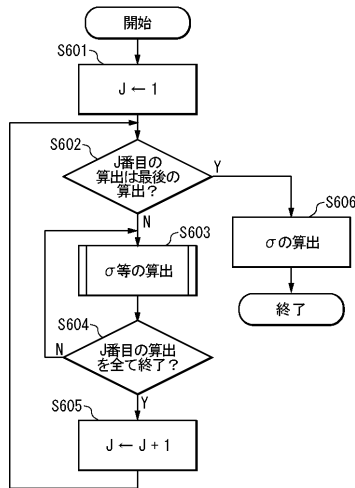 開始
S601
J ← 1
S602
J番目の
算出は最後の
算出？
Y
N
S606
σの算出
終了
S603
σ等の算出
S604
J番目の算出
を全て終了？
N
Y
S605
J ← J + 1